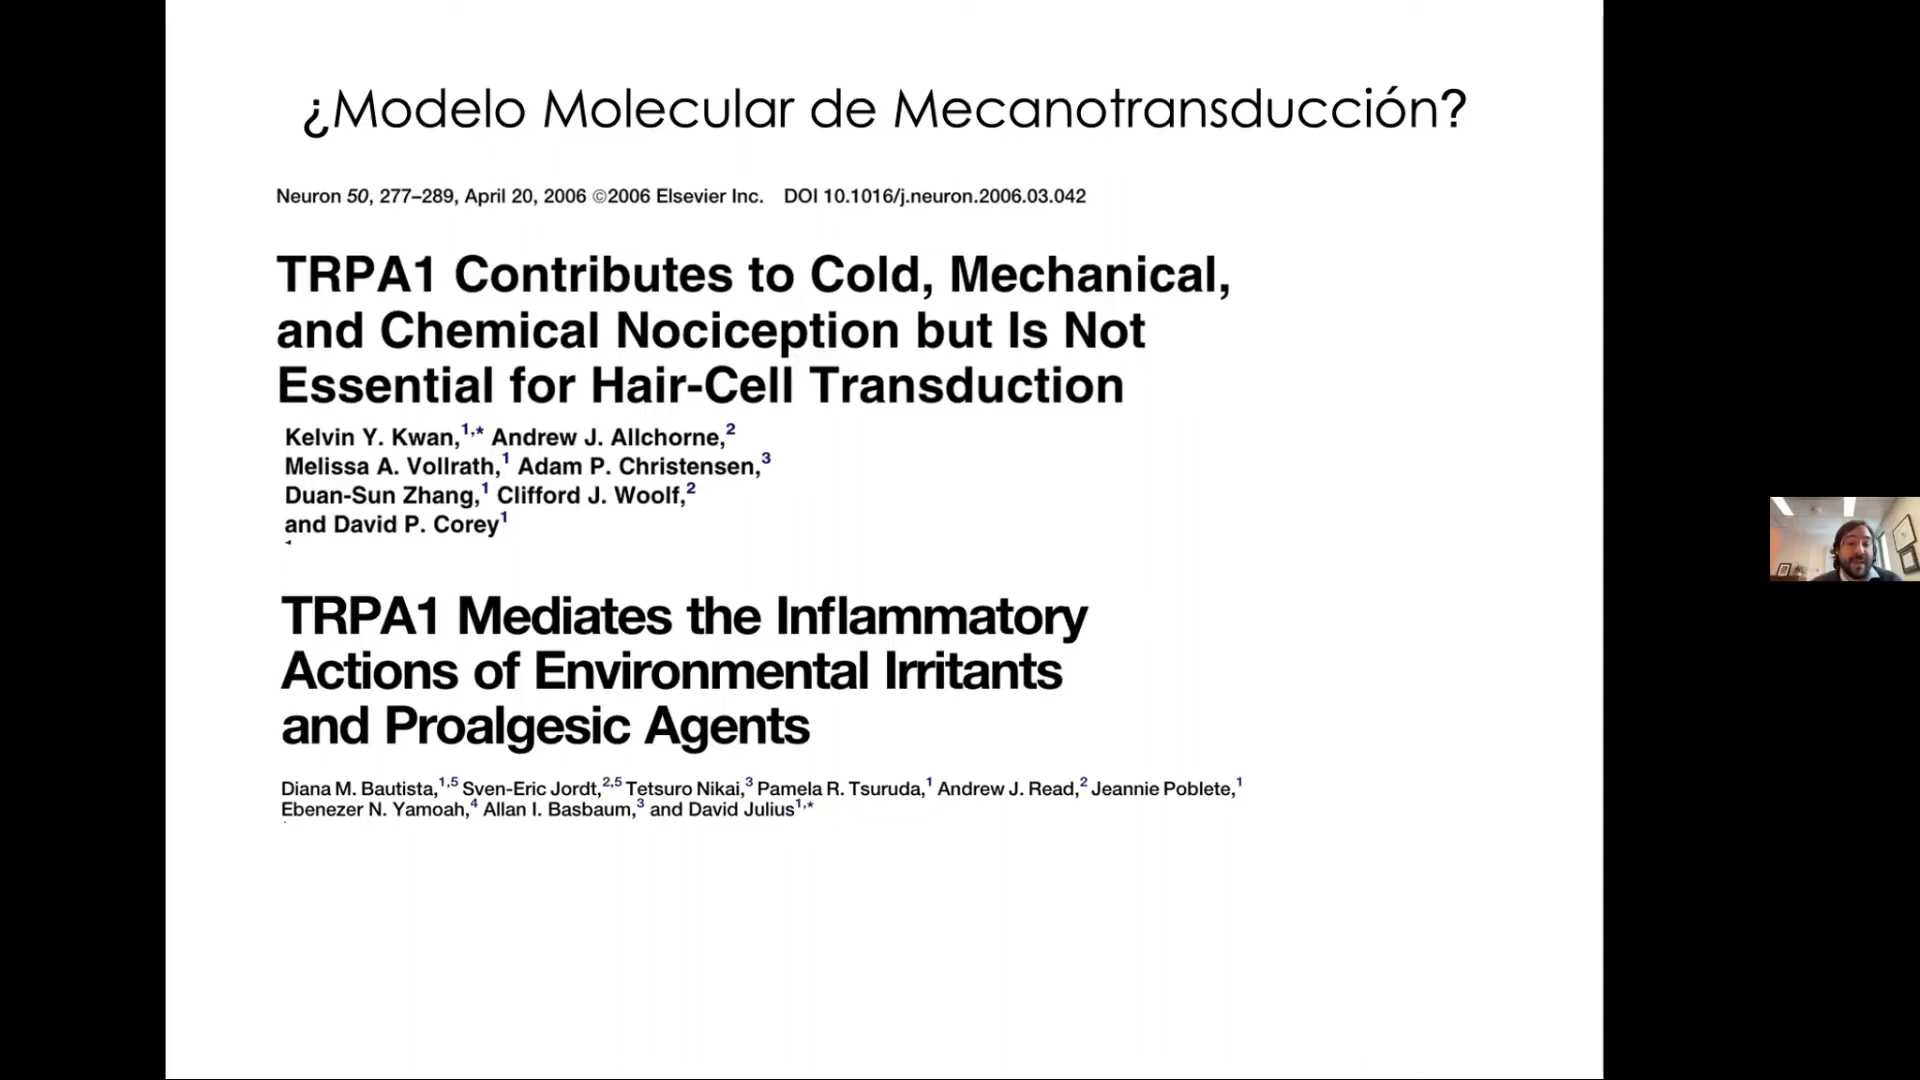 ¿Modelo Molecular de Mecanotransducción?
Neuron 50, 277–289, April 20, 2006 ©2006 Elsevier Inc. DOI 10.1016/j.neuron.2006.03.042
TRPA1 Contributes to Cold, Mechanical,
and Chemical Nociception but Is Not
Essential for Hair-Cell Transduction
Kelvin Y. Kwan,1,* Andrew J. Allchorne,2
Melissa A. Vollrath,1 Adam P. Christensen,3
Duan-Sun Zhang,1 Clifford J. Woolf,2
and David P. Corey1
TRPA1 Mediates the Inflammatory
Actions of Environmental Irritants
and Proalgesic Agents
Diana M. Bautista,1,5 Sven-Eric Jordt,2,5 Tetsuro Nikai,3 Pamela R. Tsuruda,1 Andrew J. Read,2 Jeannie Poblete,1
Ebenezer N. Yamoah,4 Allan I. Basbaum,3 and David Julius1,*